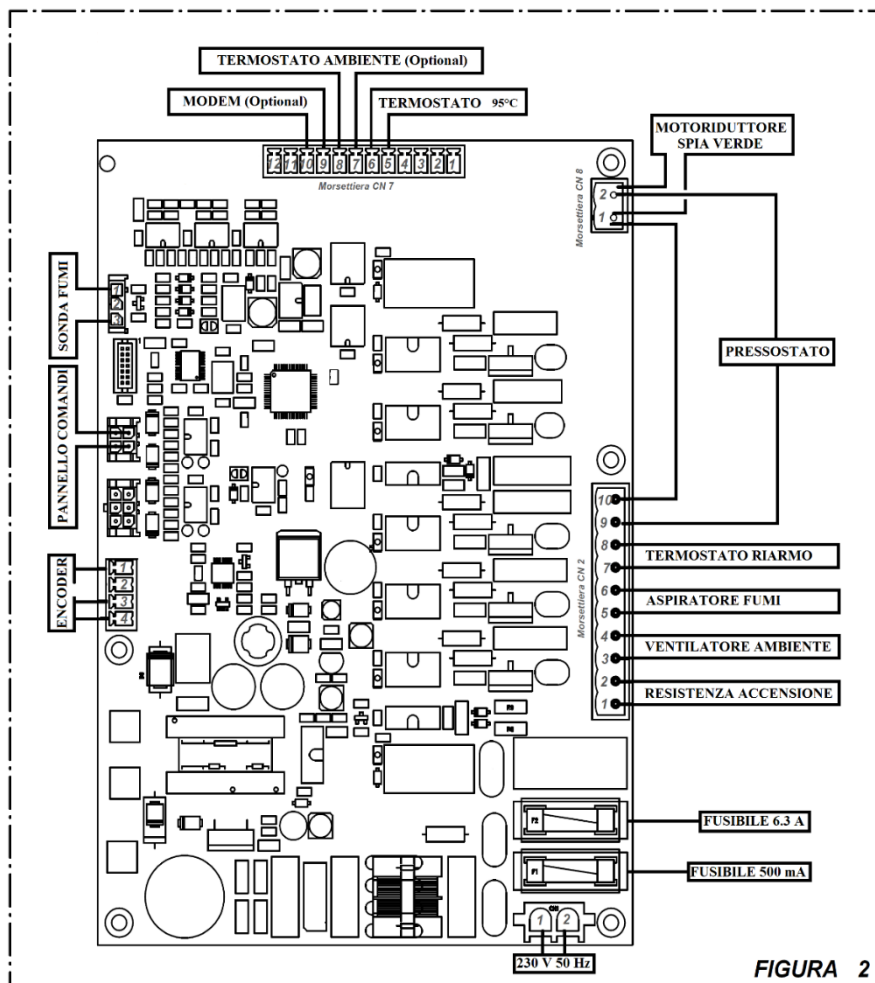 TERMOSTATO AMBIENTE (Optional)
MODEM (Optional)
TERMOSTATO 95°C
MOTORIDUTTORE
SPIA VERDE
12 11 10 9 8 7 6 5 4 3 2 1
Morsettiera CN 7
2
1
Morsettiera CN 8
SONDA FUMI
1
2
3
PRESSOSTATO
PANNELLO COMANDI
ENCODER
1
2
3
4
Morsettiera CN 2
10
9
8
7
6
5
4
3
2
1
TERMOSTATO RIARMO
ASPIRATORE FUMI
VENTILATORE AMBIENTE
RESISTENZA ACCENSIONE
F2
FUSIBILE 6.3 A
F1
FUSIBILE 500 mA
CN1
1 2
230 V 50 Hz
FIGURA 2